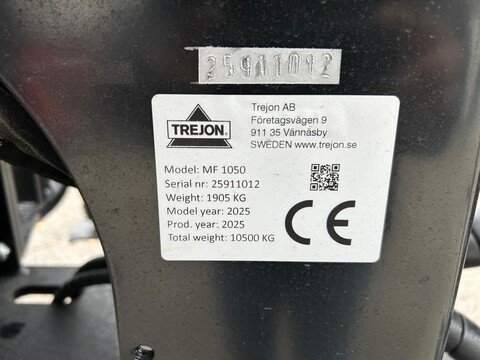 25911012
TREJON
Trejon AB
Företagsvägen 9
911 35 Vännäsby
SWEDEN www.trejon.se
Model: MF 1050
Serial nr: 25911012
Weight: 1905 KG
Model year: 2025
Prod. year: 2025
Total weight: 10500 KG
CE